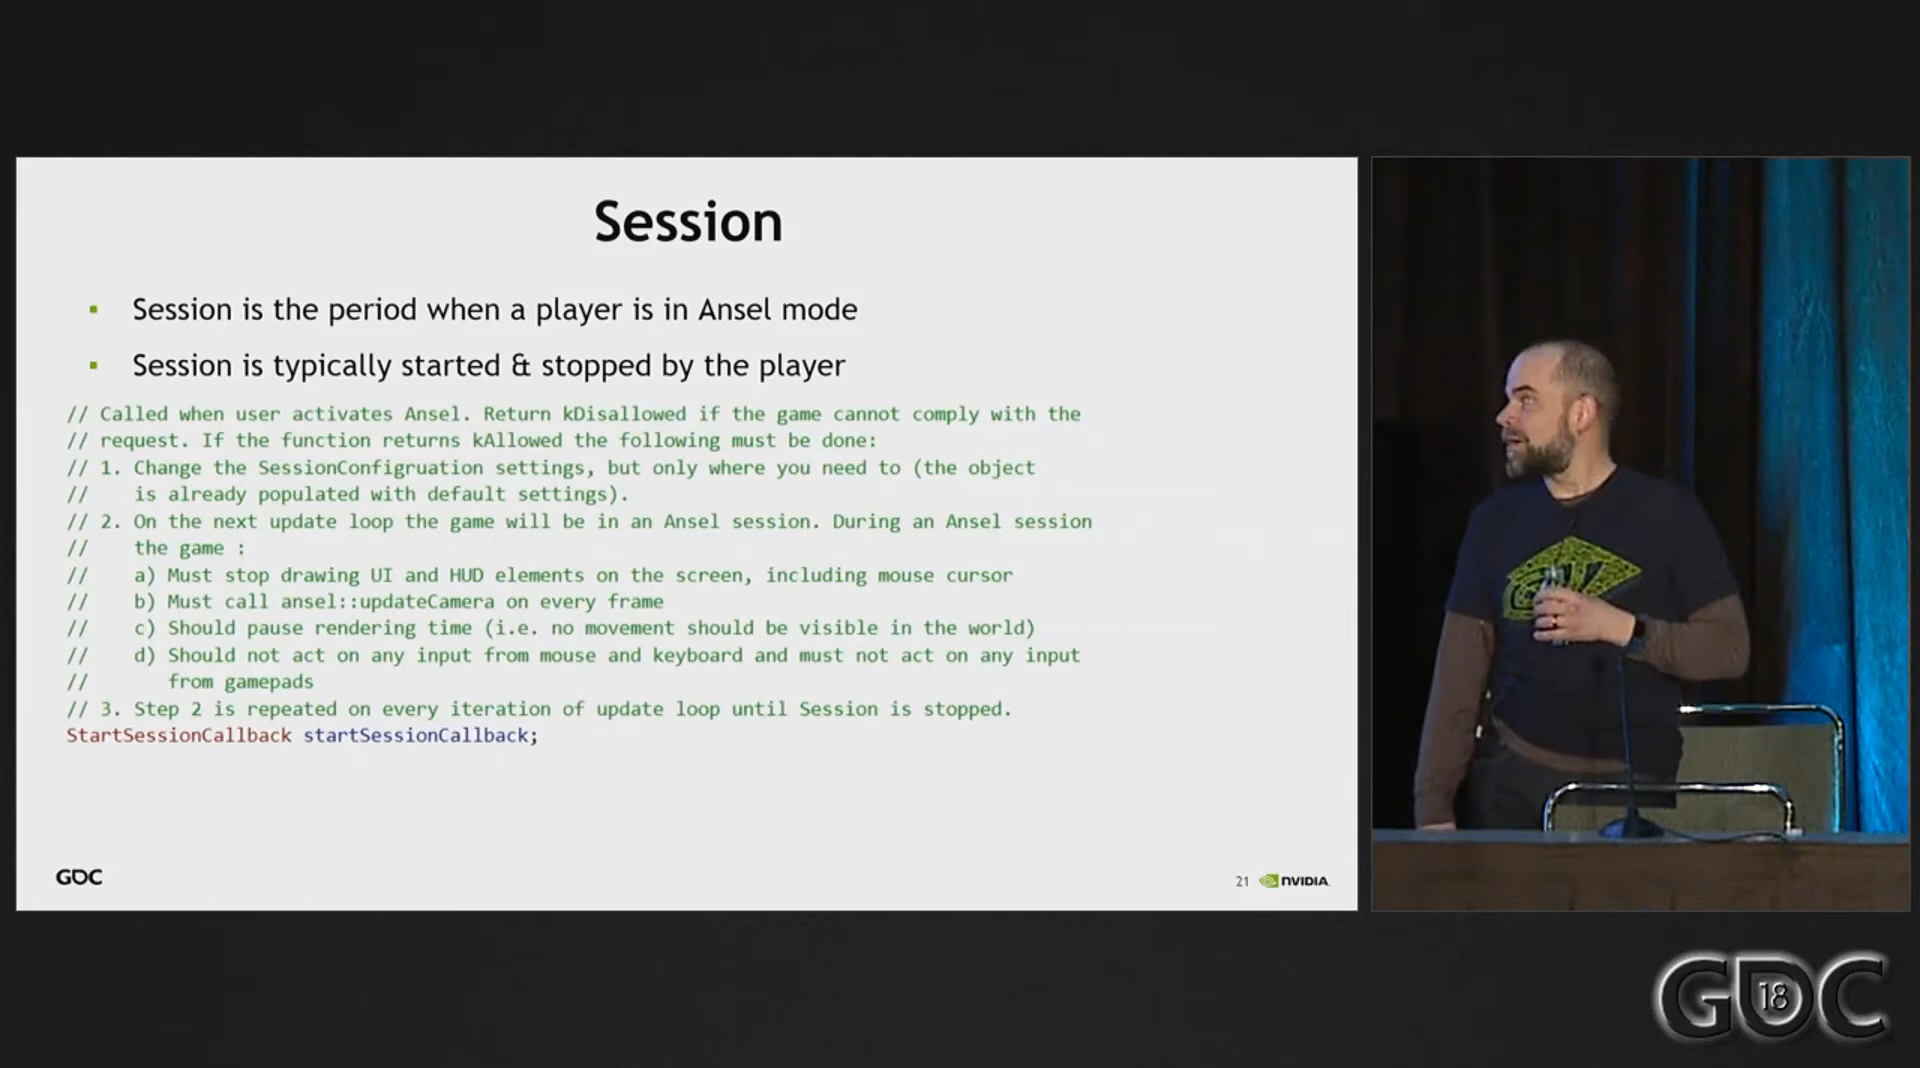 Session
▪ Session is the period when a player is in Ansel mode
▪ Session is typically started & stopped by the player
// Called when user activates Ansel. Return kDisallowed if the game cannot comply with the
// request. If the function returns kAllowed the following must be done:
// 1. Change the SessionConfigruation settings, but only where you need to (the object
//    is already populated with default settings).
// 2. On the next update loop the game will be in an Ansel session. During an Ansel session
//    the game :
//    a) Must stop drawing UI and HUD elements on the screen, including mouse cursor
//    b) Must call ansel::updateCamera on every frame
//    c) Should pause rendering time (i.e. no movement should be visible in the world)
//    d) Should not act on any input from mouse and keyboard and must not act on any input
//       from gamepads
// 3. Step 2 is repeated on every iteration of update loop until Session is stopped.
StartSessionCallback startSessionCallback;
GDC
21 NVIDIA
GDC 18